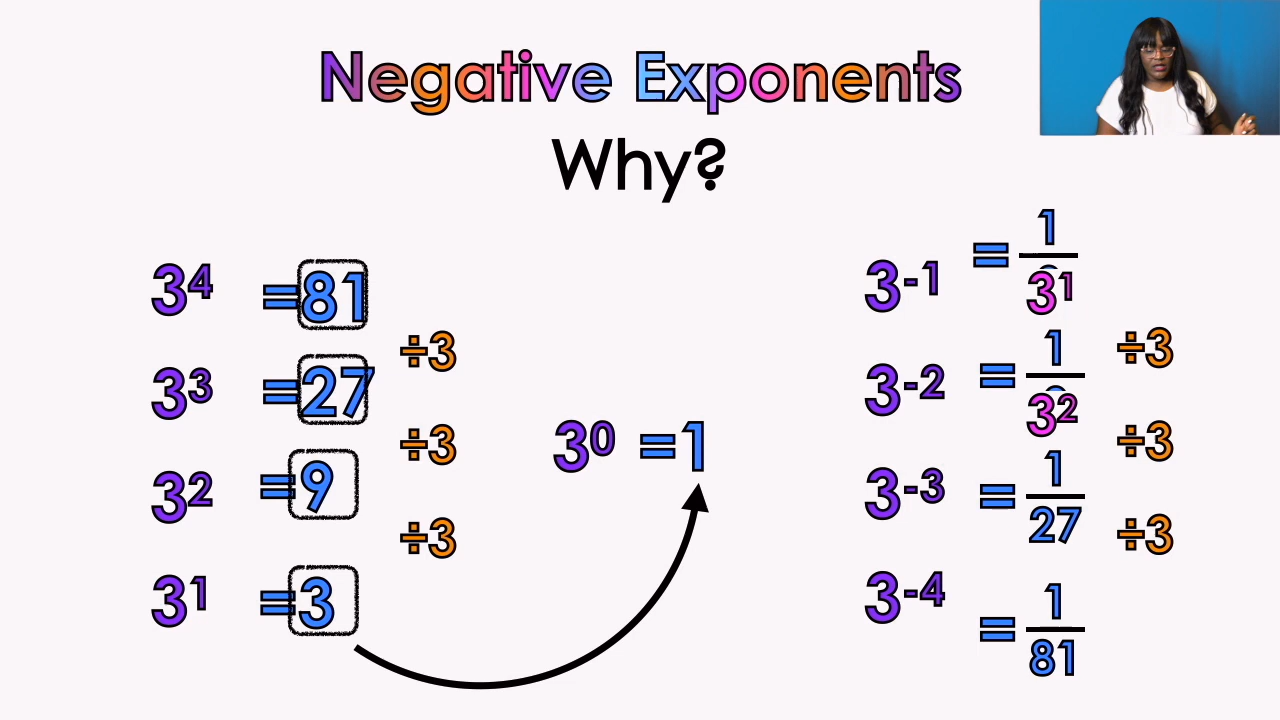 Negative Exponents
Why?
3⁴ =81
÷3
3³ =27
÷3
3² =9
÷3
3¹ =3
3⁰ =1
3⁻¹ = 1/3¹
÷3
3⁻² = 1/3²
÷3
3⁻³ = 1/27
÷3
3⁻⁴ = 1/81